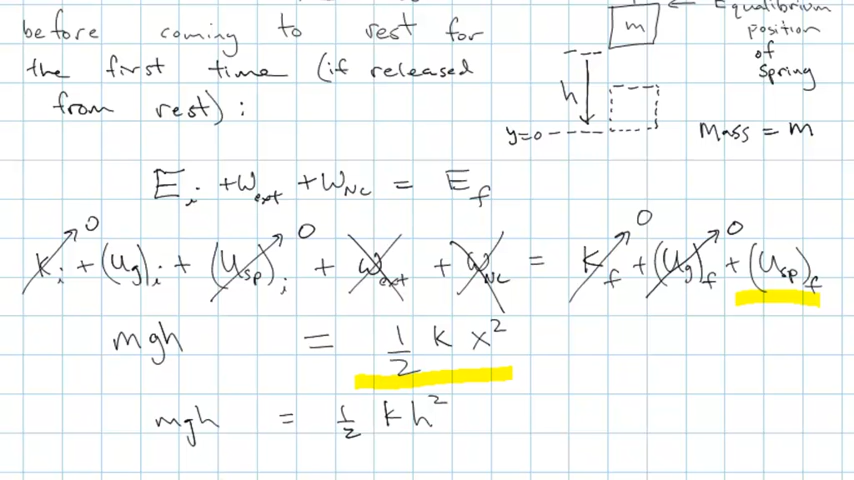 before coming to rest for
the first time (if released
from rest):
m
← Equalibrium
position
of
Spring
h
y=0
Mass = m
E_i + W_ext + W_NC = E_f
K_i 0 + (U_g)_i + (U_sp)_i 0 + W_ext + W_NC = K_f 0 + (U_g)_f 0 + (U_sp)_f
mgh = 1/2 k x^2
mgh = 1/2 k h^2